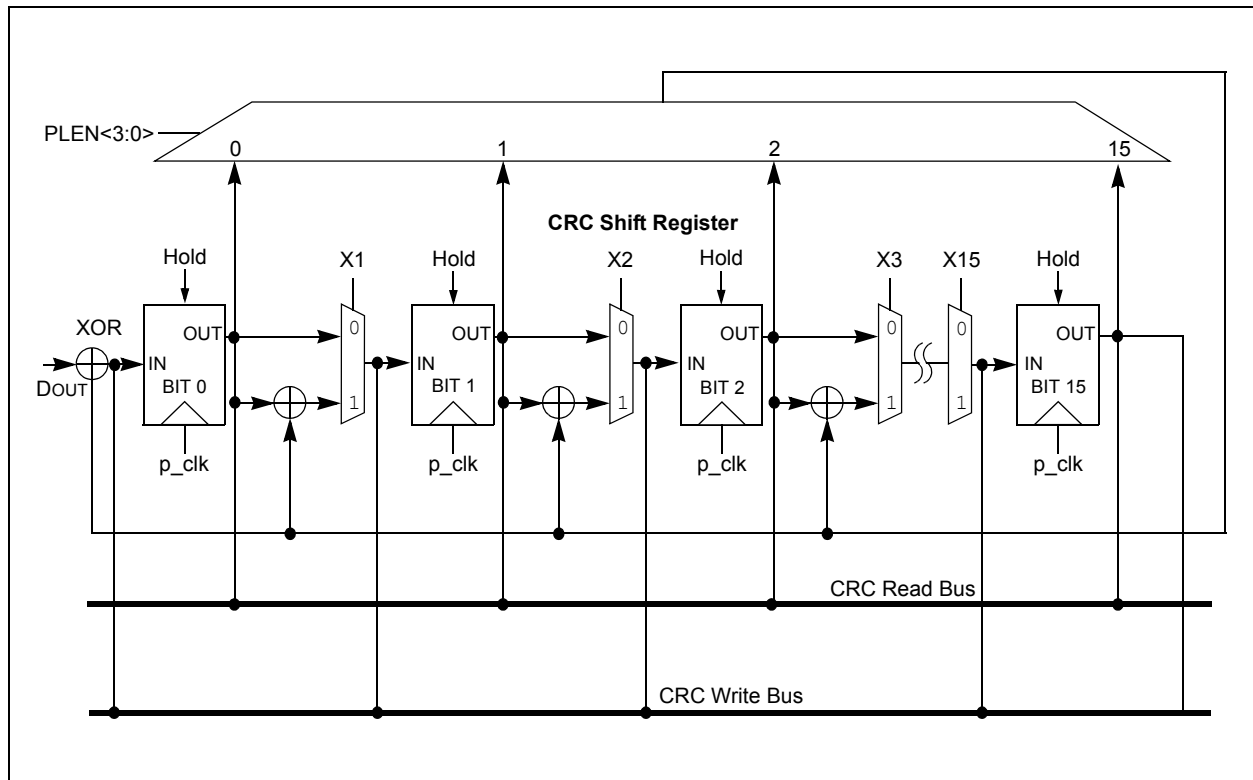 PLEN<3:0>
0 1 2 15
CRC Shift Register
Hold X1 Hold X2 Hold X3 X15 Hold
XOR OUT 0 OUT 0 OUT 0 0 OUT
IN IN IN IN
DOUT BIT 0 1 BIT 1 1 BIT 2 1 1 BIT 15
p_clk p_clk p_clk p_clk
CRC Read Bus
CRC Write Bus